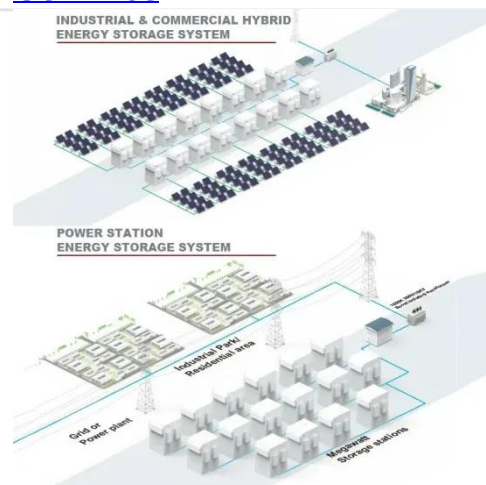 INDUSTRIAL & COMMERCIAL HYBRID
ENERGY STORAGE SYSTEM
POWER STATION
ENERGY STORAGE SYSTEM
Industrial Park/
Residential area
Grid or
Power plant
Megawatt
Storage stations